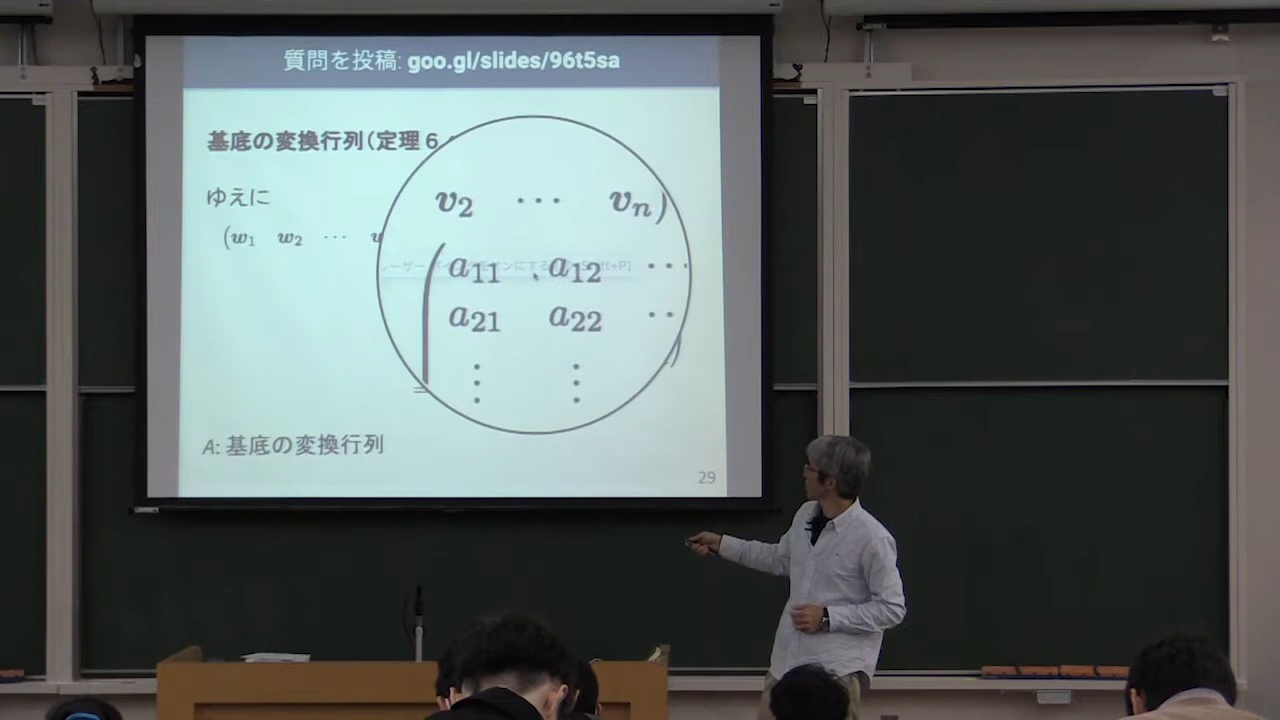 質問を投稿: goo.gl/slides/96t5sa
基底の変換行列(定理6
ゆえに
v₂ ⋯ vₙ)
(w₁ w₂ ⋯
a₁₁ a₁₂ ⋯
a₂₁ a₂₂ ⋯
⋮ ⋮
=
A: 基底の変換行列
29